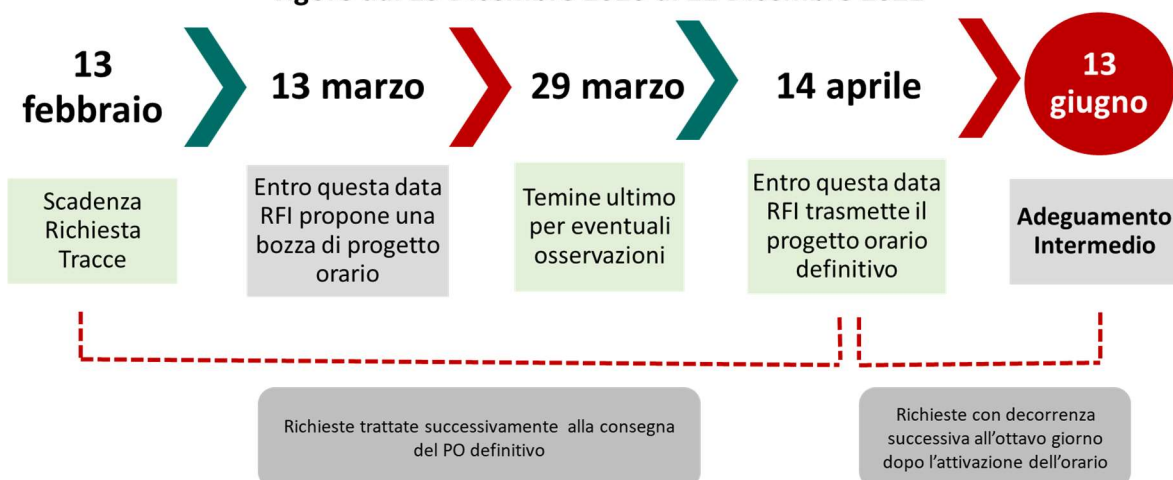 13
febbraio
13 marzo
29 marzo
14 aprile
13
giugno
Scadenza
Richiesta
Tracce
Entro questa data
RFI propone una
bozza di progetto
orario
Temine ultimo
per eventuali
osservazioni
Entro questa data
RFI trasmette il
progetto orario
definitivo
Adeguamento
Intermedio
Richieste trattate successivamente alla consegna
del PO definitivo
Richieste con decorrenza
successiva all'ottavo giorno
dopo l'attivazione dell'orario